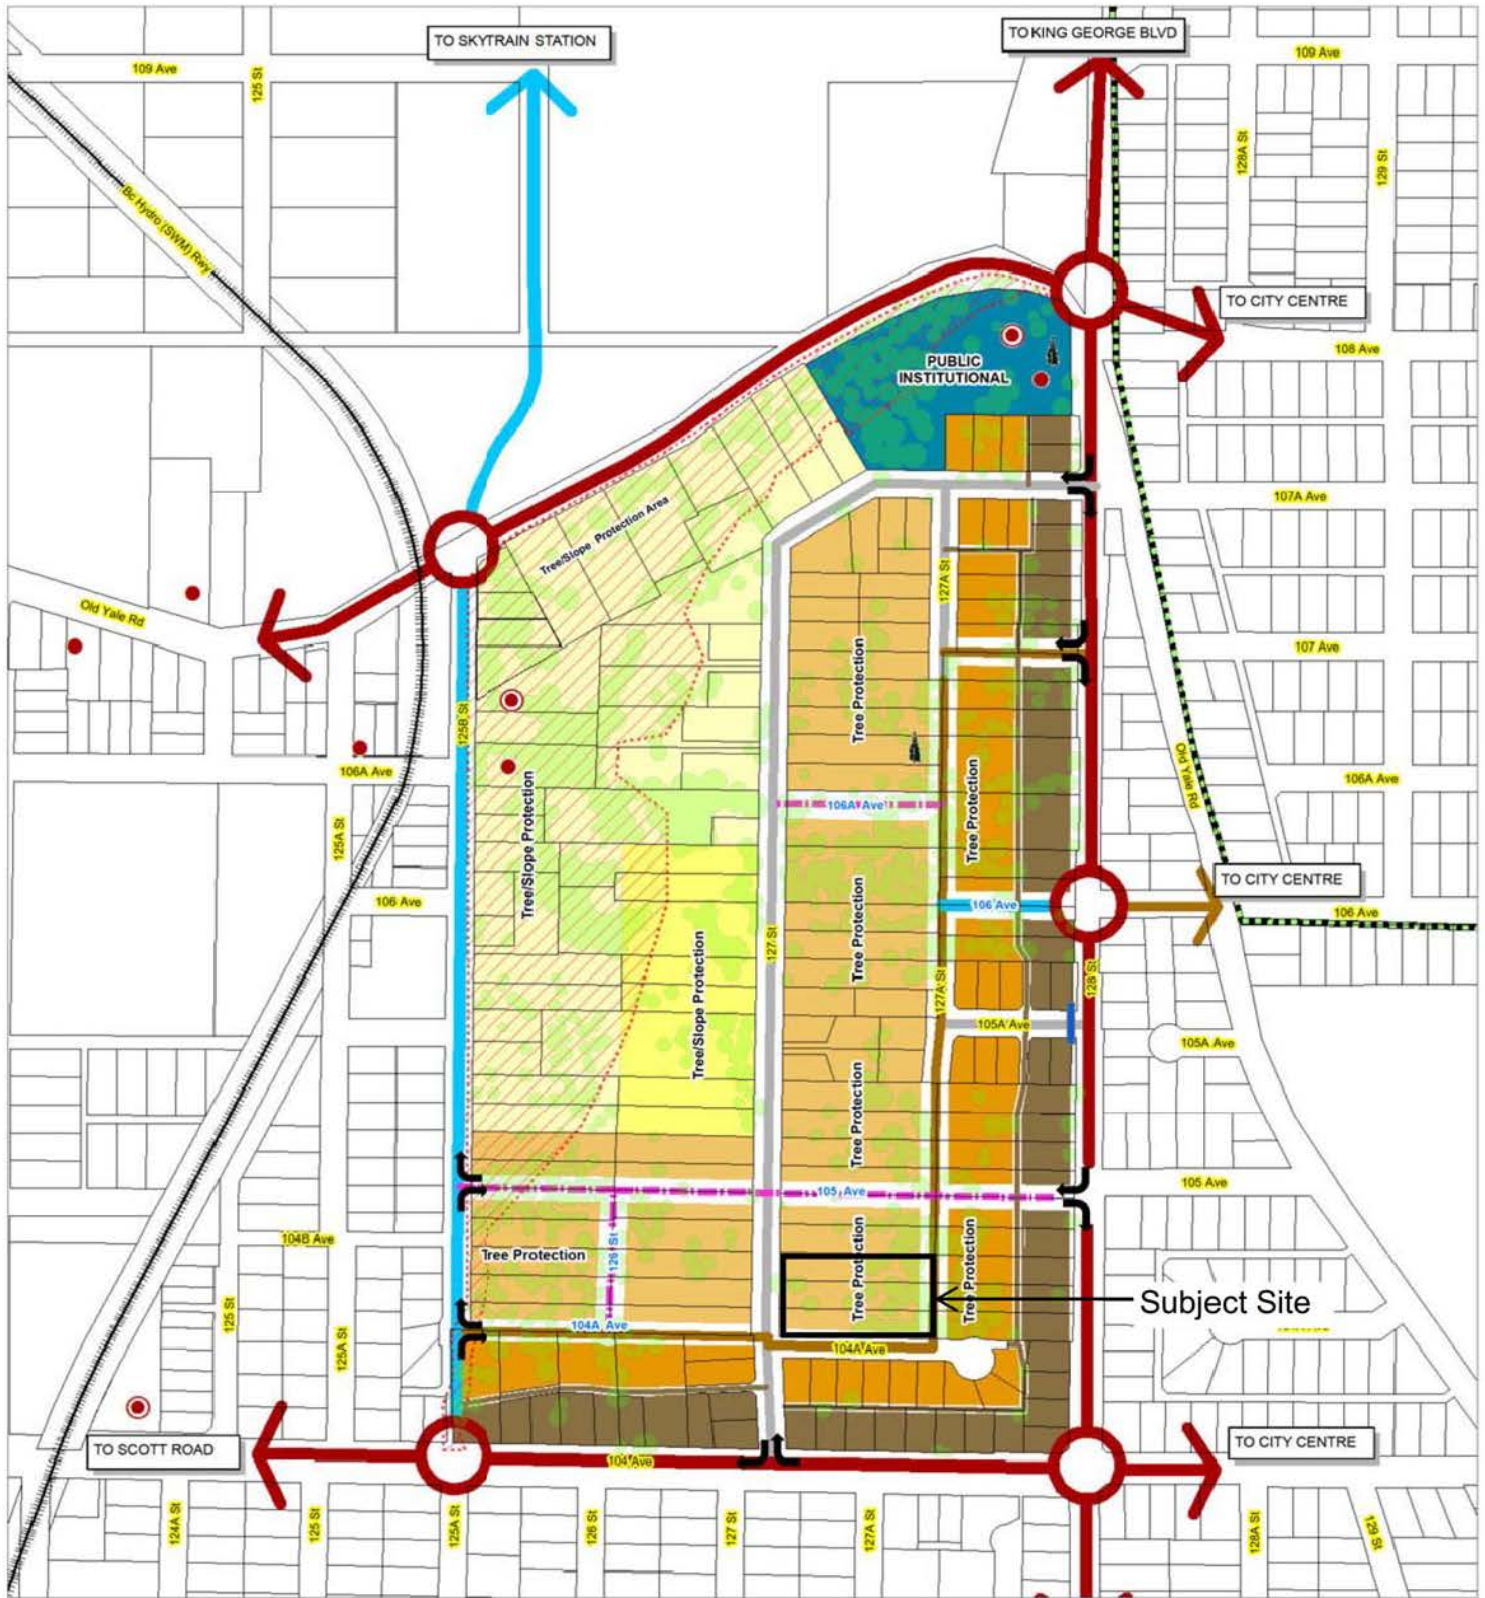 TO SKYTRAIN STATION
TO KING GEORGE BLVD
109 Ave
125 St
109 Ave
128A St
129 St
Bc Hydro (SWM) Rwy
TO CITY CENTRE
108 Ave
PUBLIC
INSTITUTIONAL
107A Ave
Tree/Slope Protection Area
127A St
Old Yale Rd
107 Ave
Tree Protection
125B St
106A Ave
Tree/Slope Protection
106A Ave
Tree Protection
Old Yale Rd
106A Ave
125A St
TO CITY CENTRE
106 Ave
106 Ave
106 Ave
Tree Protection
127 St
Tree/Slope Protection
127A St
128 St
105A Ave
105A Ave
Tree Protection
105 Ave
105 Ave
104B Ave
Tree Protection
126 St
Tree Protection
Tree Protection
Subject Site
125 St
125A St
104A Ave
104A Ave
TO SCOTT ROAD
104 Ave
TO CITY CENTRE
124A St
125 St
125A St
126 St
127 St
127A St
128A St
129 St